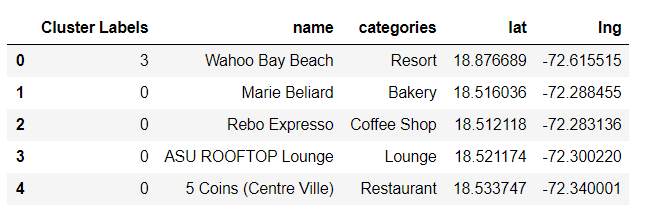 Cluster Labels name categories lat lng
0 3 Wahoo Bay Beach Resort 18.876689 -72.615515
1 0 Marie Beliard Bakery 18.516036 -72.288455
2 0 Rebo Expresso Coffee Shop 18.512118 -72.283136
3 0 ASU ROOFTOP Lounge Lounge 18.521174 -72.300220
4 0 5 Coins (Centre Ville) Restaurant 18.533747 -72.340001